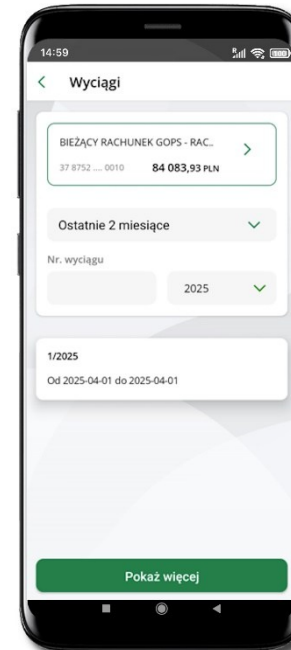 14:59
Wyciągi
BIEŻĄCY RACHUNEK GOPS - RAC..
37 8752 .... 0010 84 083,93 PLN
Ostatnie 2 miesiące
Nr. wyciągu
2025
1/2025
Od 2025-04-01 do 2025-04-01
Pokaż więcej